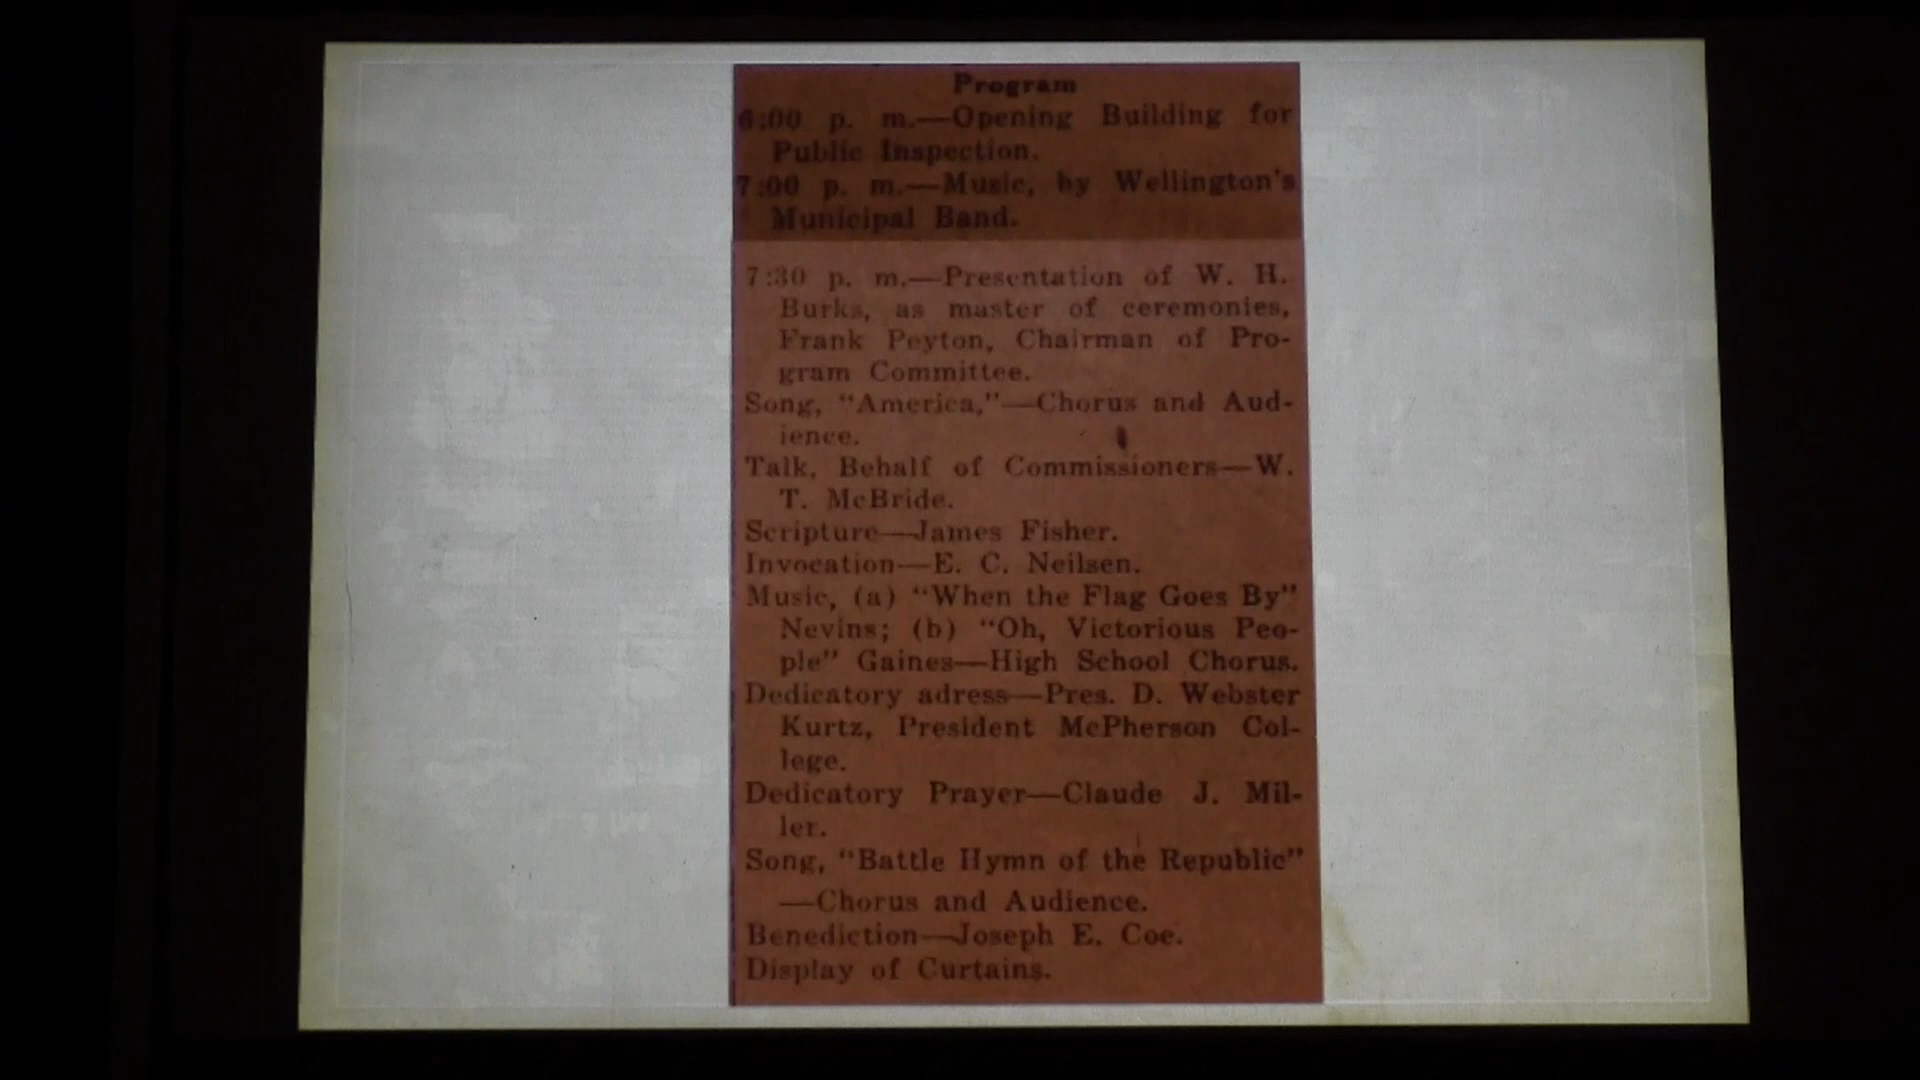 Program
6:00 p. m.—Opening Building for
Public Inspection.
7:00 p. m.—Music, by Wellington's
Municipal Band.
7:30 p. m.—Presentation of W. H.
Burks, as master of ceremonies,
Frank Peyton, Chairman of Pro-
gram Committee.
Song, "America,"—Chorus and Aud-
ience.
Talk, Behalf of Commissioners—W.
T. McBride.
Scripture—James Fisher.
Invocation—E. C. Neilsen.
Music, (a) "When the Flag Goes By"
Nevins; (b) "Oh, Victorious Peo-
ple" Gaines—High School Chorus.
Dedicatory adress—Pres. D. Webster
Kurtz, President McPherson Col-
lege.
Dedicatory Prayer—Claude J. Mil-
ler.
Song, "Battle Hymn of the Republic"
—Chorus and Audience.
Benediction—Joseph E. Coe.
Display of Curtains.